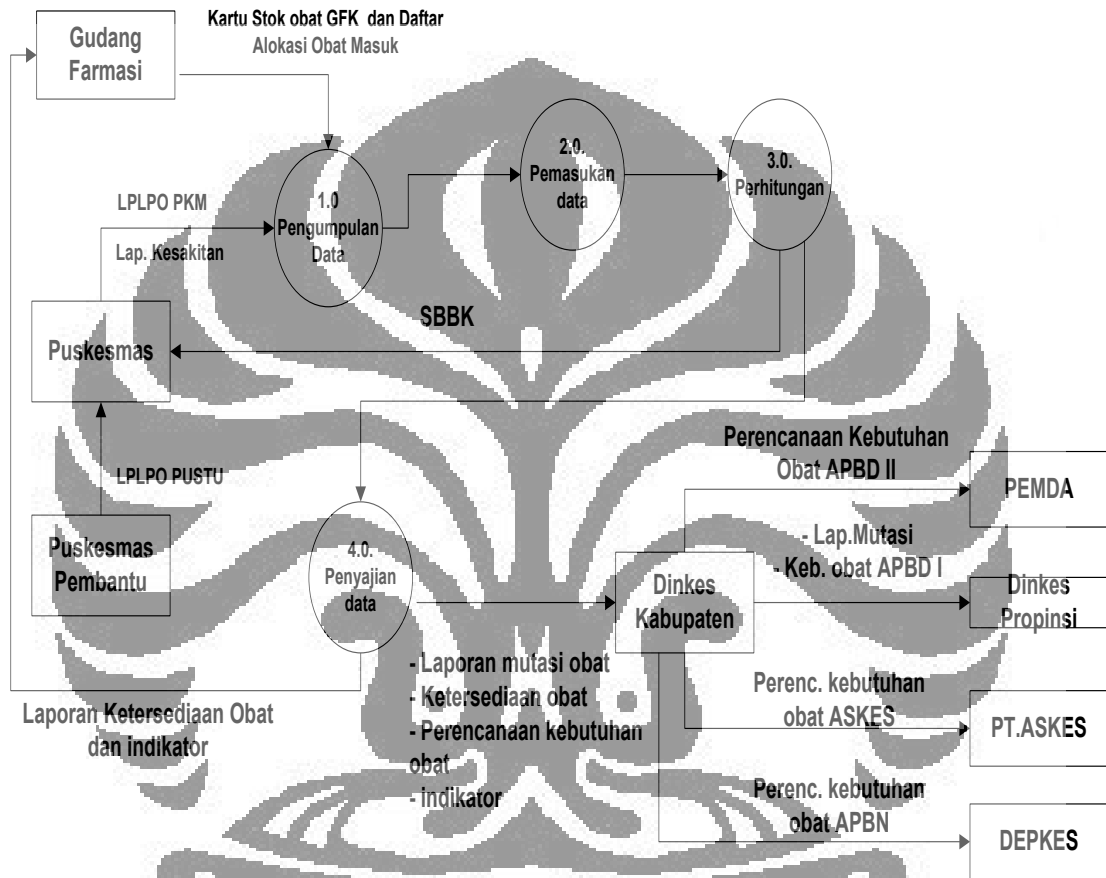 Kartu Stok obat GFK dan Daftar
Alokasi Obat Masuk
Gudang
Farmasi
1.0
Pengumpulan
Data
2.0.
Pemasukan
data
3.0.
Perhitungan
LPLPO PKM
Lap. Kesakitan
SBBK
Puskesmas
LPLPO PUSTU
Puskesmas
Pembantu
4.0.
Penyajian
data
Laporan Ketersediaan Obat
dan indikator
- Laporan mutasi obat
- Ketersediaan obat
- Perencanaan kebutuhan
obat
- indikator
Dinkes
Kabupaten
Perencanaan Kebutuhan
Obat APBD II
PEMDA
- Lap.Mutasi
- Keb. obat APBD I
Dinkes
Propinsi
Perenc. kebutuhan
obat ASKES
PT.ASKES
Perenc. kebutuhan
obat APBN
DEPKES